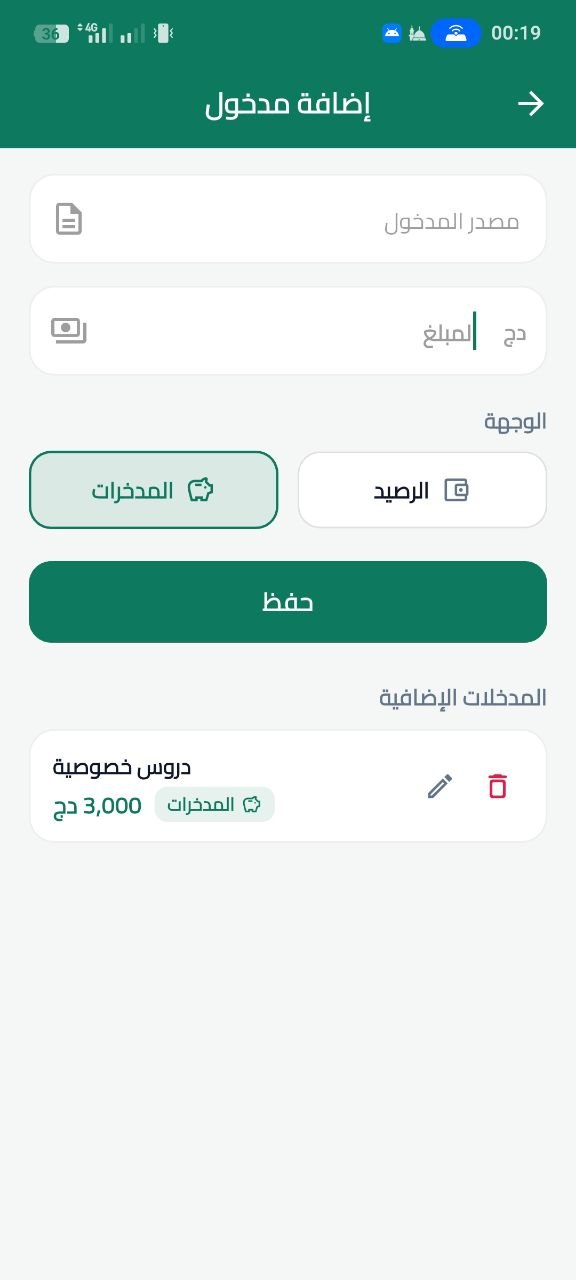 00:19
4G
36
إضافة مدخول
مصدر المدخول
دج لمبلغ
الوجهة
الرصيد
المدخرات
حفظ
المدخلات الإضافية
دروس خصوصية
3,000 دج
المدخرات